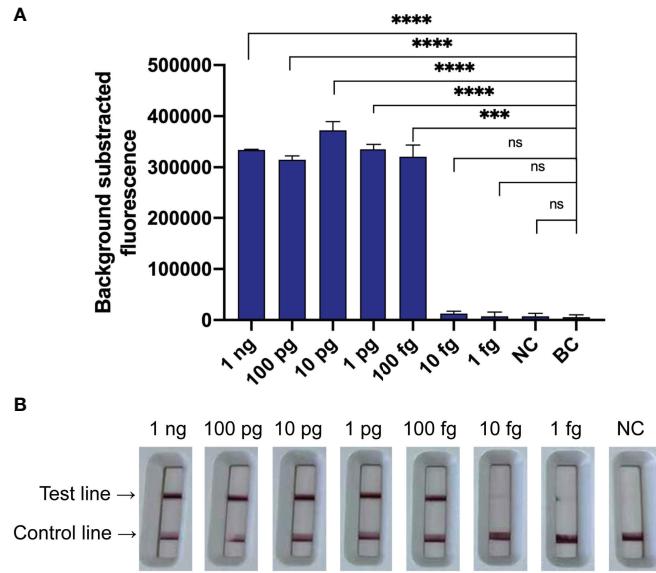 A
****
****
****
****
***
ns
ns
ns
Background substracted
fluorescence
500000
400000
300000
200000
100000
0
1 ng
100 pg
10 pg
1 pg
100 fg
10 fg
1 fg
NC
BC
B
1 ng 100 pg 10 pg 1 pg 100 fg 10 fg 1 fg NC
Test line →
Control line →